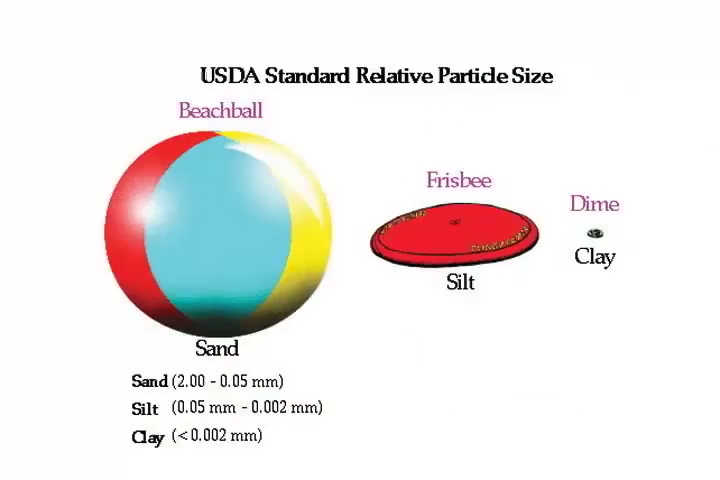 USDA Standard Relative Particle Size
Beachball
Frisbee
Dime
Clay
Silt
Sand
Sand (2.00 - 0.05 mm)
Silt (0.05 mm - 0.002 mm)
Clay (<0.002 mm)